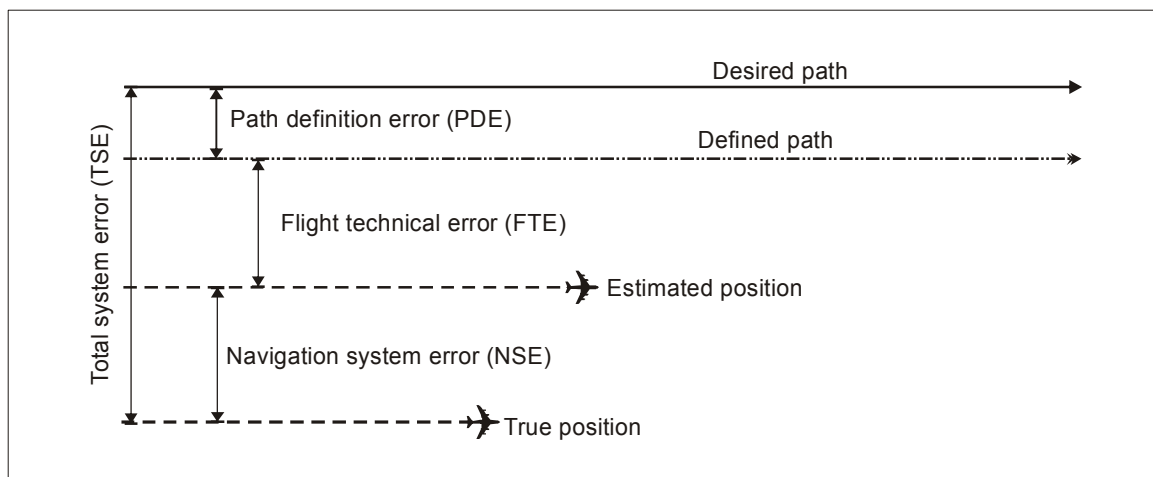 Desired path
Path definition error (PDE)
Defined path
Total system error (TSE)
Flight technical error (FTE)
Estimated position
Navigation system error (NSE)
True position